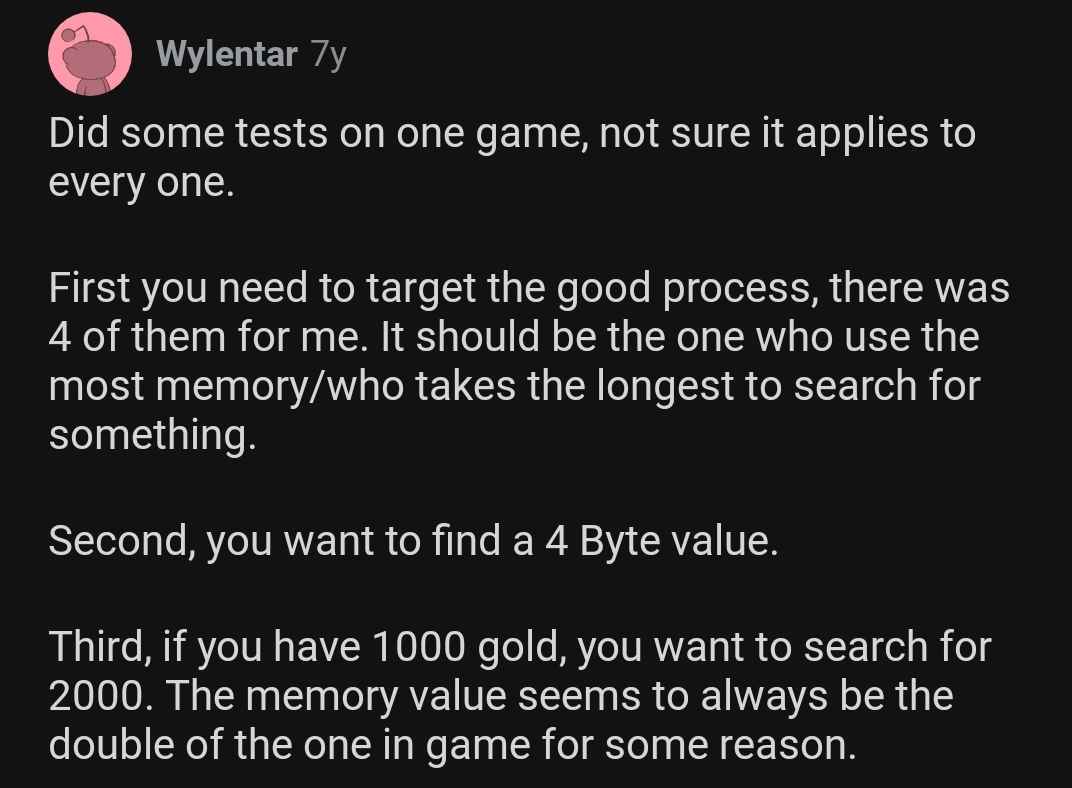 Wylentar 7y
Did some tests on one game, not sure it applies to
every one.
First you need to target the good process, there was
4 of them for me. It should be the one who use the
most memory/who takes the longest to search for
something.
Second, you want to find a 4 Byte value.
Third, if you have 1000 gold, you want to search for
2000. The memory value seems to always be the
double of the one in game for some reason.